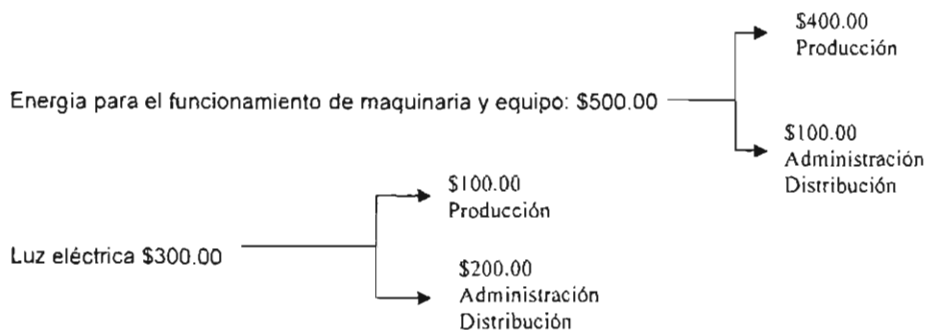 $400.00
Producción
Energia para el funcionamiento de maquinaria y equipo: $500.00
$100.00
Administración
Distribución
$100.00
Producción
Luz eléctrica $300.00
$200.00
Administración
Distribución